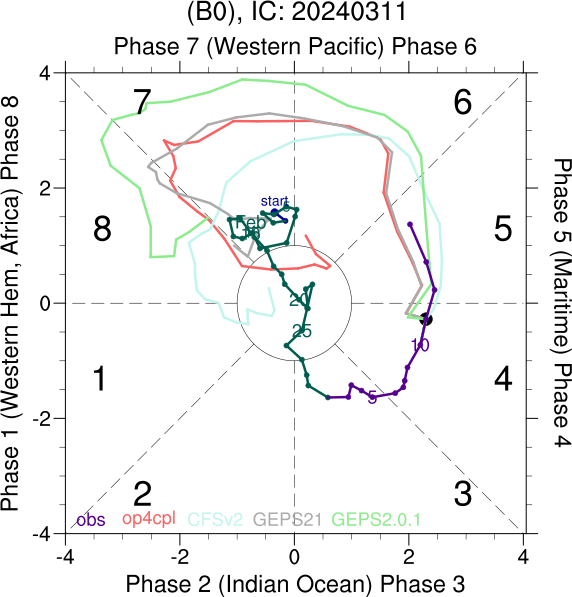 (B0), IC: 20240311
Phase 7 (Western Pacific) Phase 6
Phase 1 (Western Hem, Africa) Phase 8
Phase 5 (Maritime) Phase 4
4
2
0
-2
-4
7
6
8
5
1
4
2
3
start
5
Feb
20
25
5
10
obs op4cpl CFSv2 GEPS21 GEPS2.0.1
-4 -2 0 2 4
Phase 2 (Indian Ocean) Phase 3